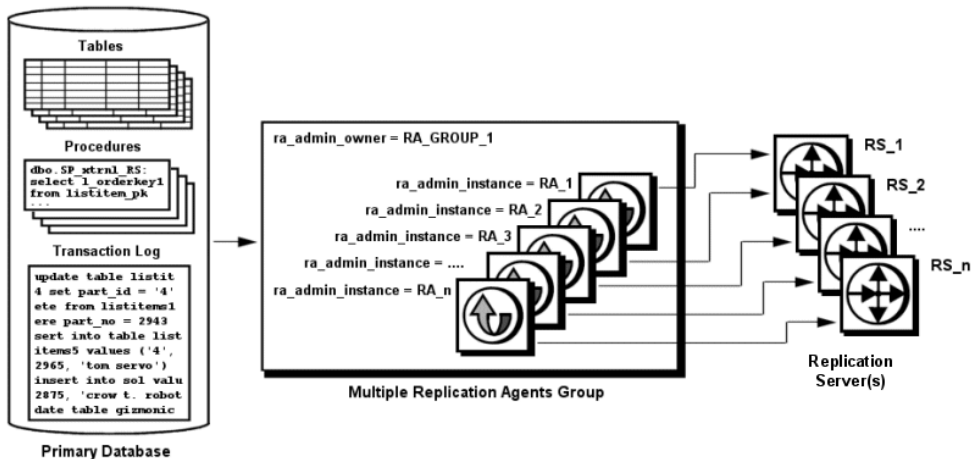 Tables
Procedures
dbo.SP_xtrnl_RS:
select l_orderkey1
from listitem_pk
...
Transaction Log
update table listit
4 set part_id = '4'
ete from listitems1
ere part_no = 2943
sert into table list
items5 values ('4',
2965, 'tom servo')
insert into sol valu
2875, 'crow t. robot
date table gizmonic
Primary Database
ra_admin_owner = RA_GROUP_1
ra_admin_instance = RA_1
ra_admin_instance = RA_2
ra_admin_instance = RA_3
ra_admin_instance = ....
ra_admin_instance = RA_n
Multiple Replication Agents Group
RS_1
RS_2
....
RS_n
Replication
Server(s)